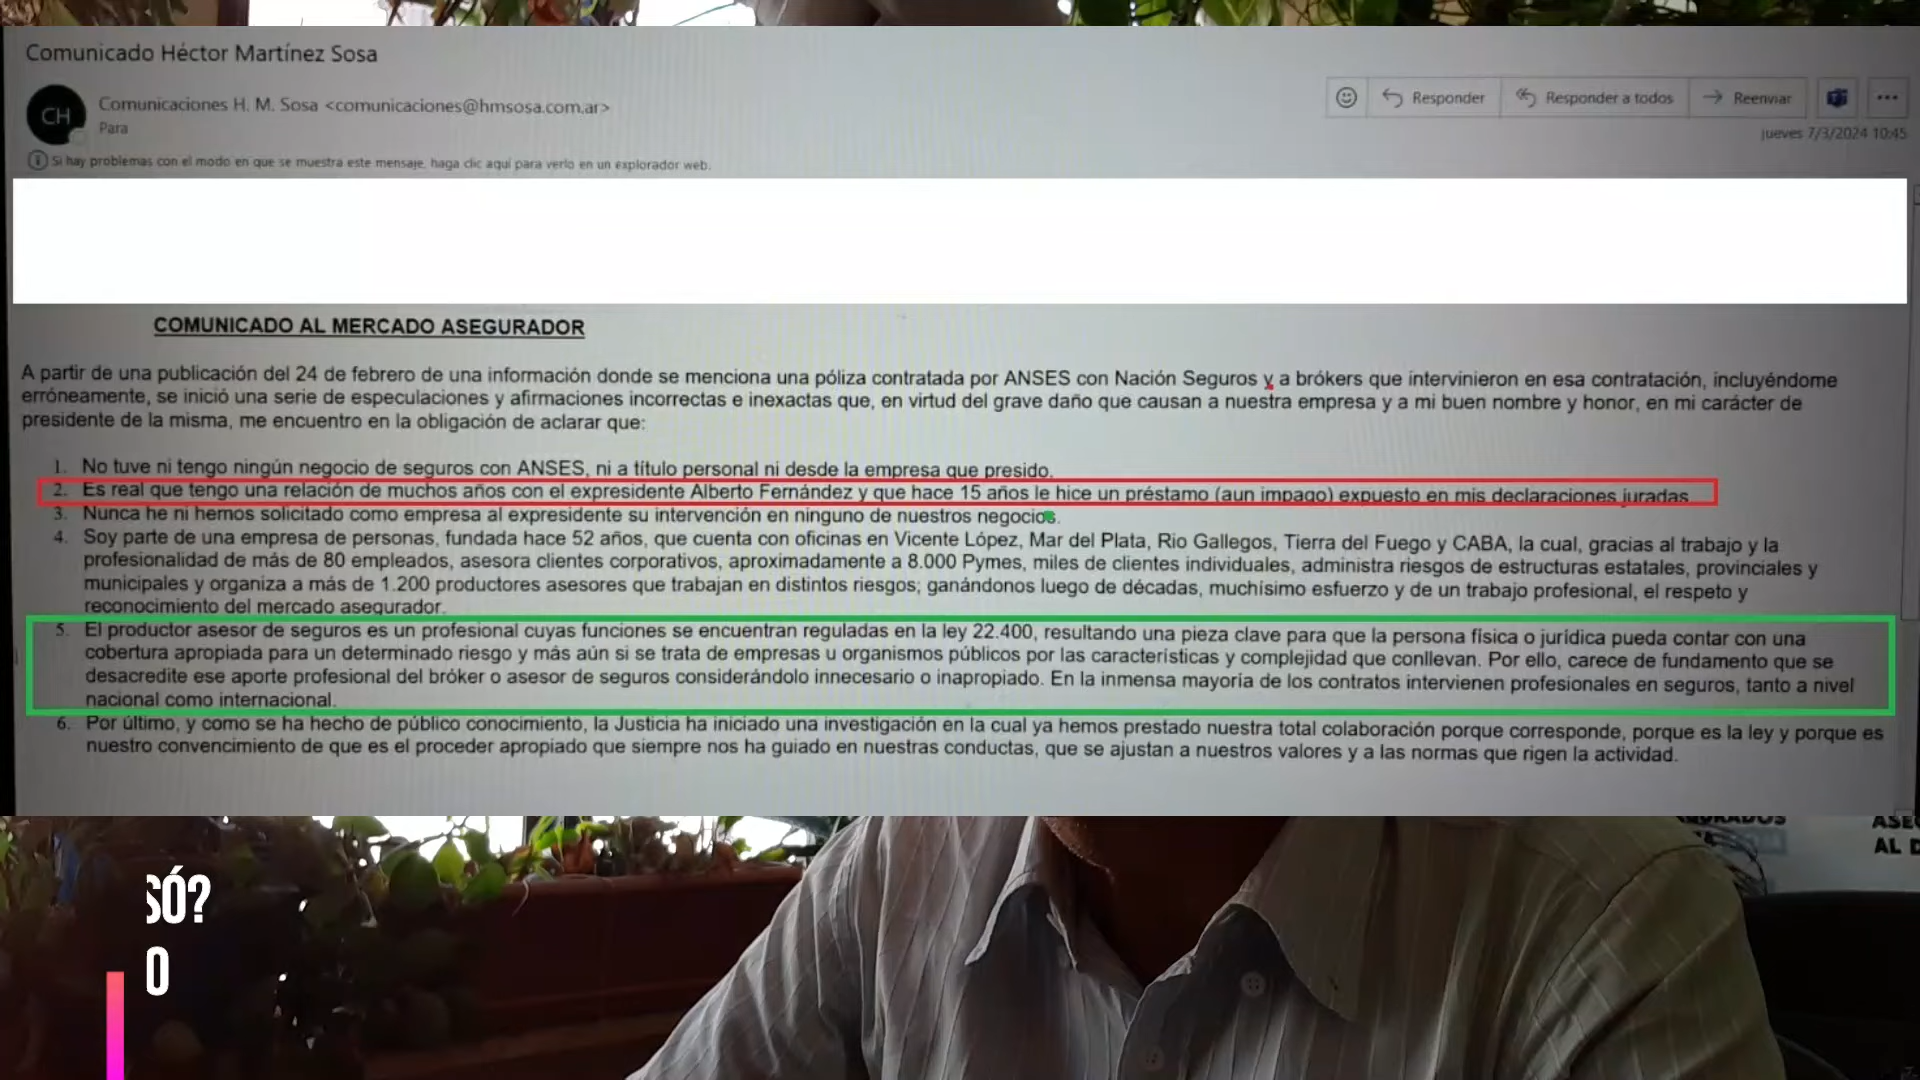 Comunicado Héctor Martínez Sosa
CH
Comunicaciones H. M. Sosa <comunicaciones@hmsosa.com.ar>
Para
Responder
Responder a todos
Reenviar
jueves 7/3/2024 10:45
Si hay problemas con el modo en que se muestra este mensaje, haga clic aquí para verlo en un explorador web.
COMUNICADO AL MERCADO ASEGURADOR
A partir de una publicación del 24 de febrero de una información donde se menciona una póliza contratada por ANSES con Nación Seguros y a brókers que intervinieron en esa contratación, incluyéndome
erróneamente, se inició una serie de especulaciones y afirmaciones incorrectas e inexactas que, en virtud del grave daño que causan a nuestra empresa y a mi buen nombre y honor, en mi carácter de
presidente de la misma, me encuentro en la obligación de aclarar que:
1. No tuve ni tengo ningún negocio de seguros con ANSES, ni a título personal ni desde la empresa que presido.
2. Es real que tengo una relación de muchos años con el expresidente Alberto Fernández y que hace 15 años le hice un préstamo (aun impago) expuesto en mis declaraciones juradas
3. Nunca he ni hemos solicitado como empresa al expresidente su intervención en ninguno de nuestros negocios.
4. Soy parte de una empresa de personas, fundada hace 52 años, que cuenta con oficinas en Vicente López, Mar del Plata, Rio Gallegos, Tierra del Fuego y CABA, la cual, gracias al trabajo y la
profesionalidad de más de 80 empleados, asesora clientes corporativos, aproximadamente a 8.000 Pymes, miles de clientes individuales, administra riesgos de estructuras estatales, provinciales y
municipales y organiza a más de 1.200 productores asesores que trabajan en distintos riesgos; ganándonos luego de décadas, muchísimo esfuerzo y de un trabajo profesional, el respeto y
reconocimiento del mercado asegurador.
5. El productor asesor de seguros es un profesional cuyas funciones se encuentran reguladas en la ley 22.400, resultando una pieza clave para que la persona física o jurídica pueda contar con una
cobertura apropiada para un determinado riesgo y más aún si se trata de empresas u organismos públicos por las características y complejidad que conllevan. Por ello, carece de fundamento que se
desacredite ese aporte profesional del bróker o asesor de seguros considerándolo innecesario o inapropiado. En la inmensa mayoría de los contratos intervienen profesionales en seguros, tanto a nivel
nacional como internacional.
6. Por último, y como se ha hecho de público conocimiento, la Justicia ha iniciado una investigación en la cual ya hemos prestado nuestra total colaboración porque corresponde, porque es la ley y porque es
nuestro convencimiento de que es el proceder apropiado que siempre nos ha guiado en nuestras conductas, que se ajustan a nuestros valores y a las normas que rigen la actividad.
AL D
SÓ?
O